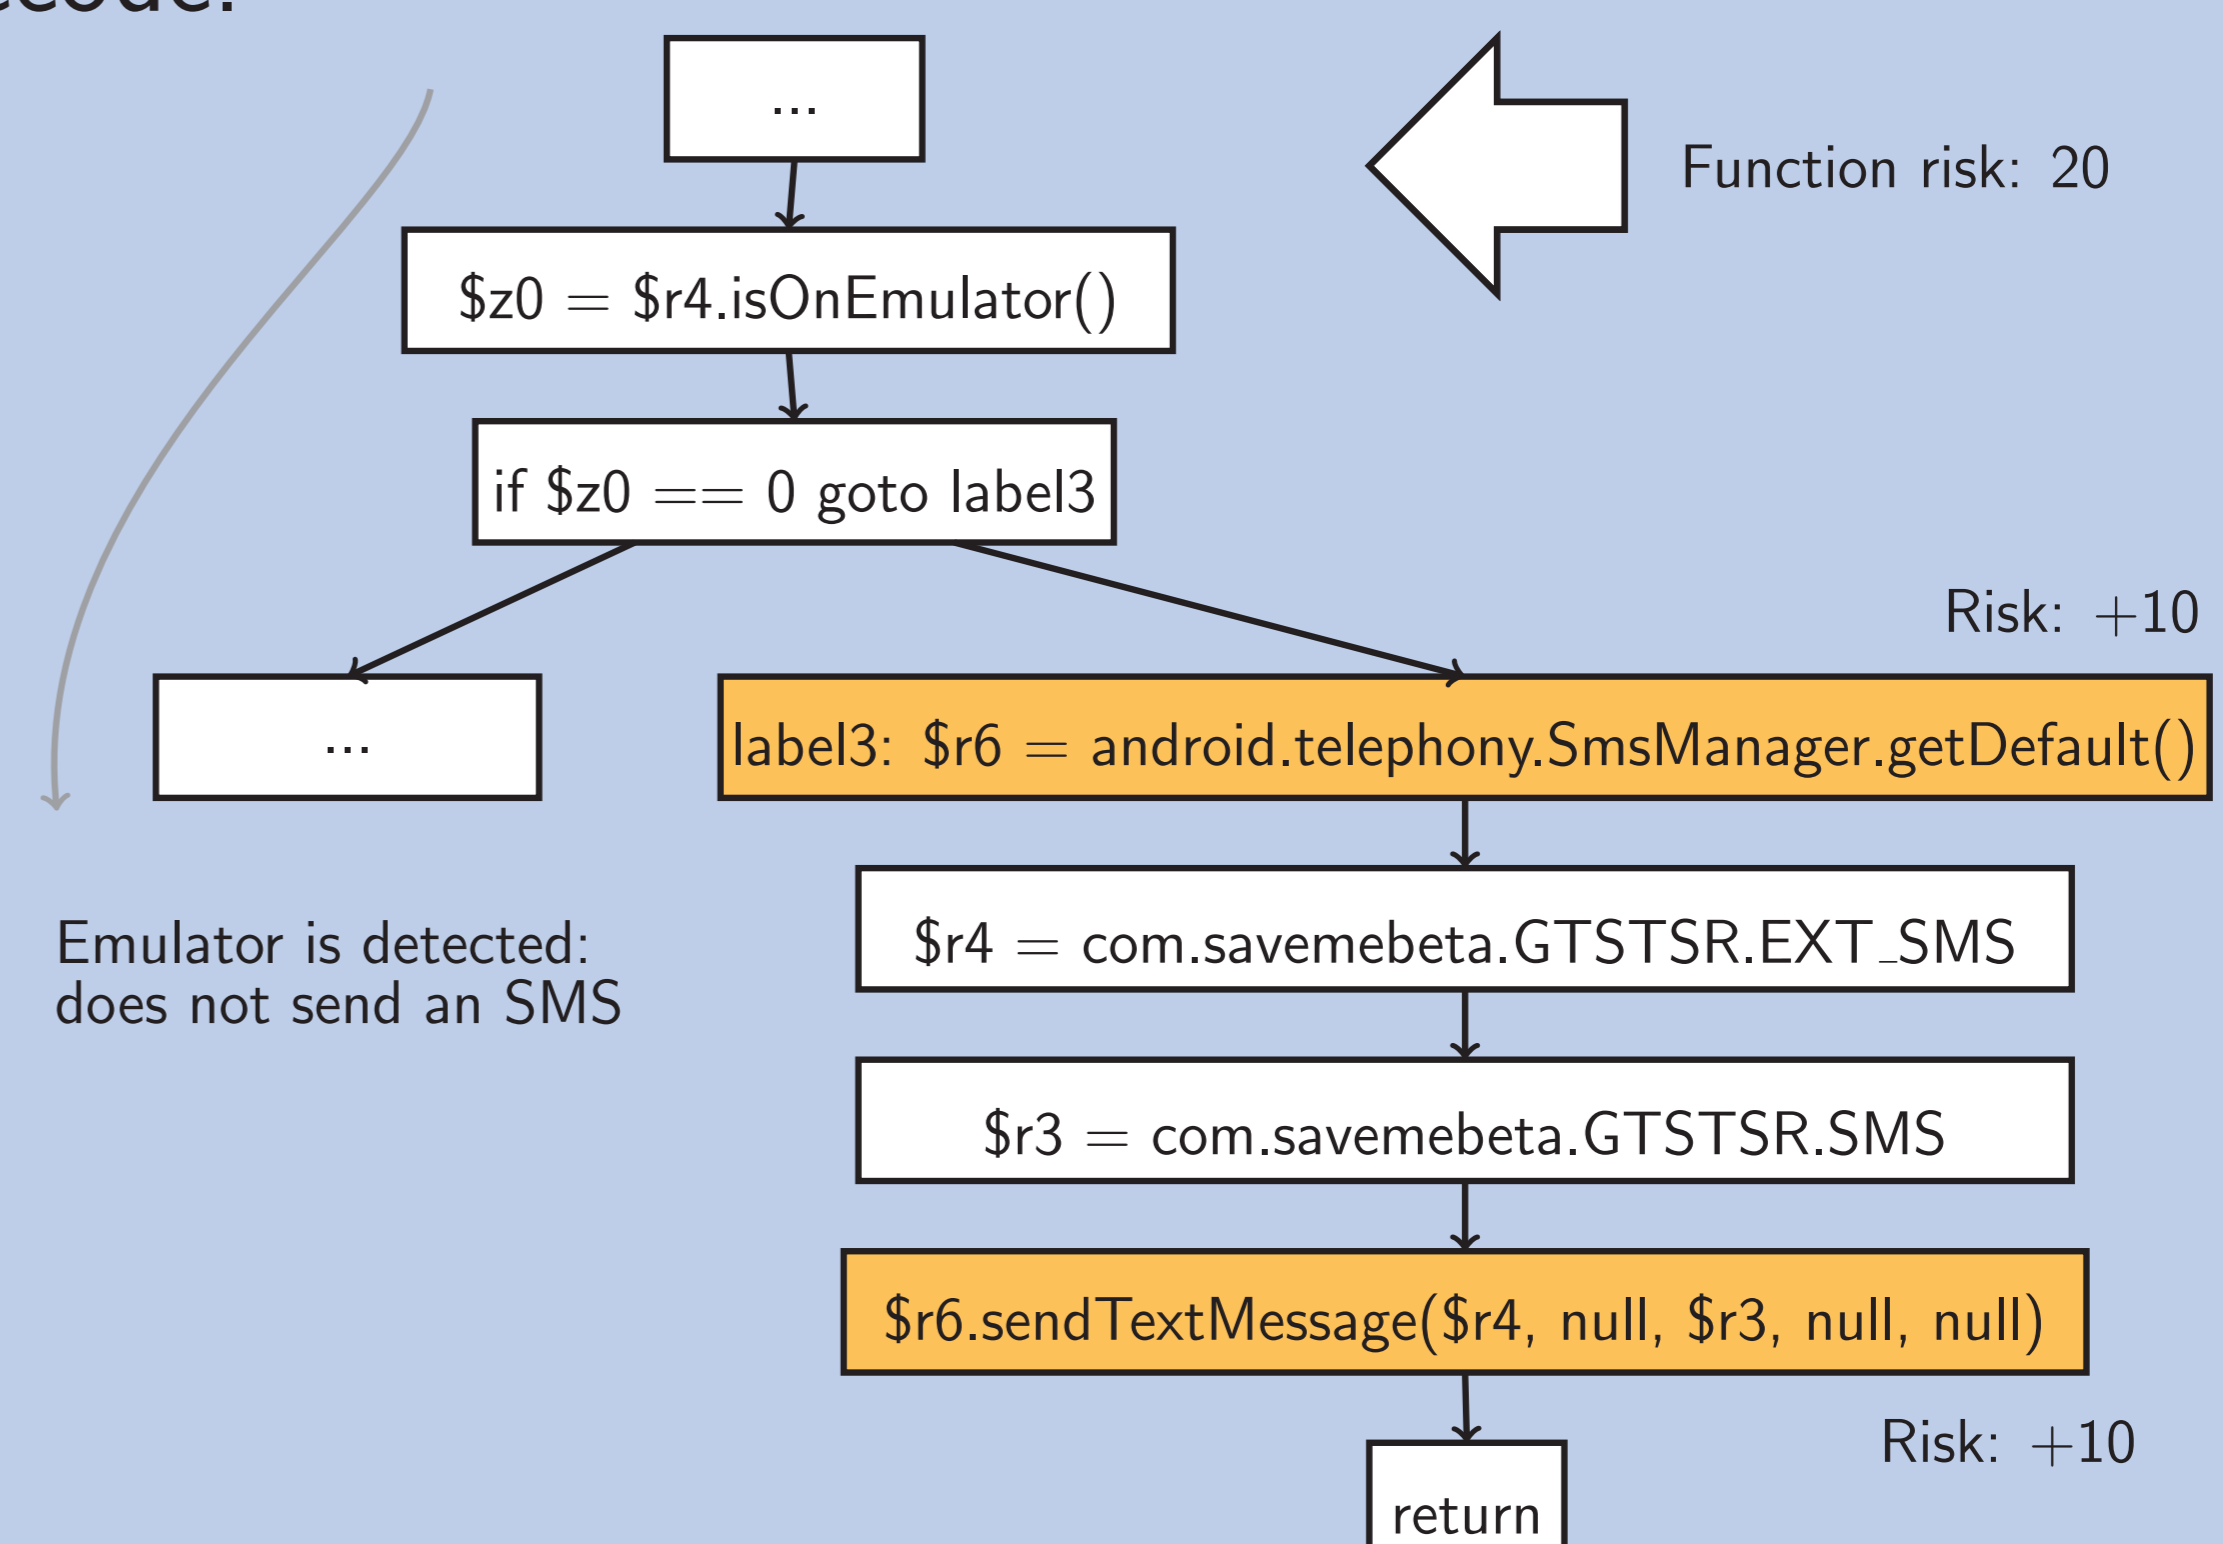 ...
Function risk: 20
$z0 = $r4.isOnEmulator()
if $z0 == 0 goto label3
Risk: +10
...
label3: $r6 = android.telephony.SmsManager.getDefault()
$r4 = com.savemebeta.GTSTSR.EXT_SMS
Emulator is detected:
does not send an SMS
$r3 = com.savemebeta.GTSTSR.SMS
$r6.sendTextMessage($r4, null, $r3, null, null)
Risk: +10
return